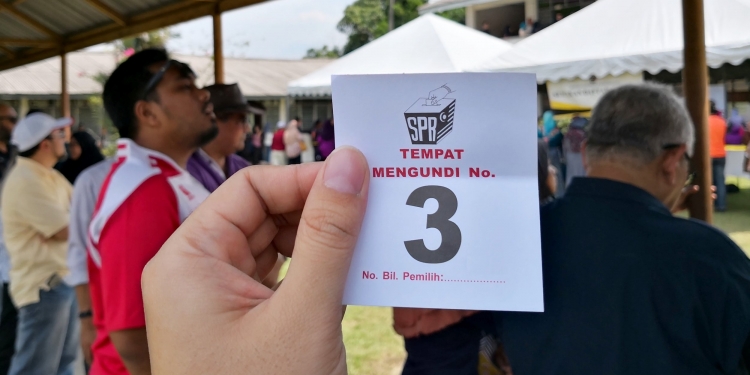 SPR
TEMPAT
MENGUNDI No.
3
No. Bil. Pemilih:...................